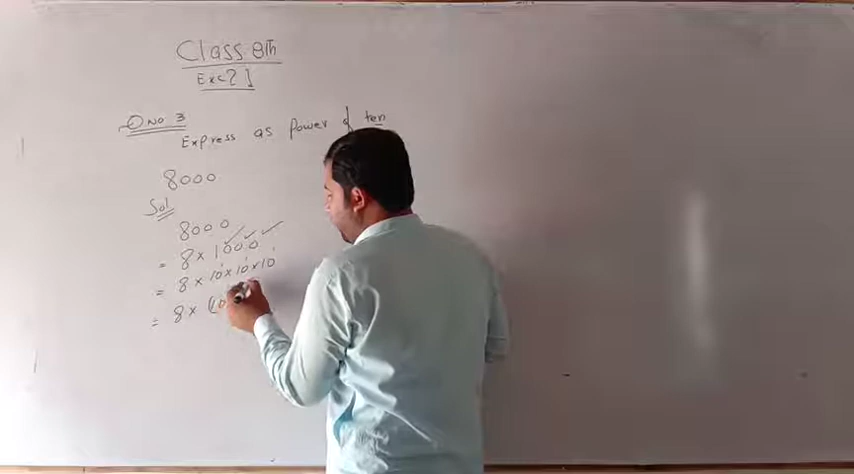 Class 8th
Exc 2.1
Q No 3
Express as Power of ten
8000
Sol
8000
= 8 × 1000
= 8 × 10 × 10 × 10
= 8 × (10